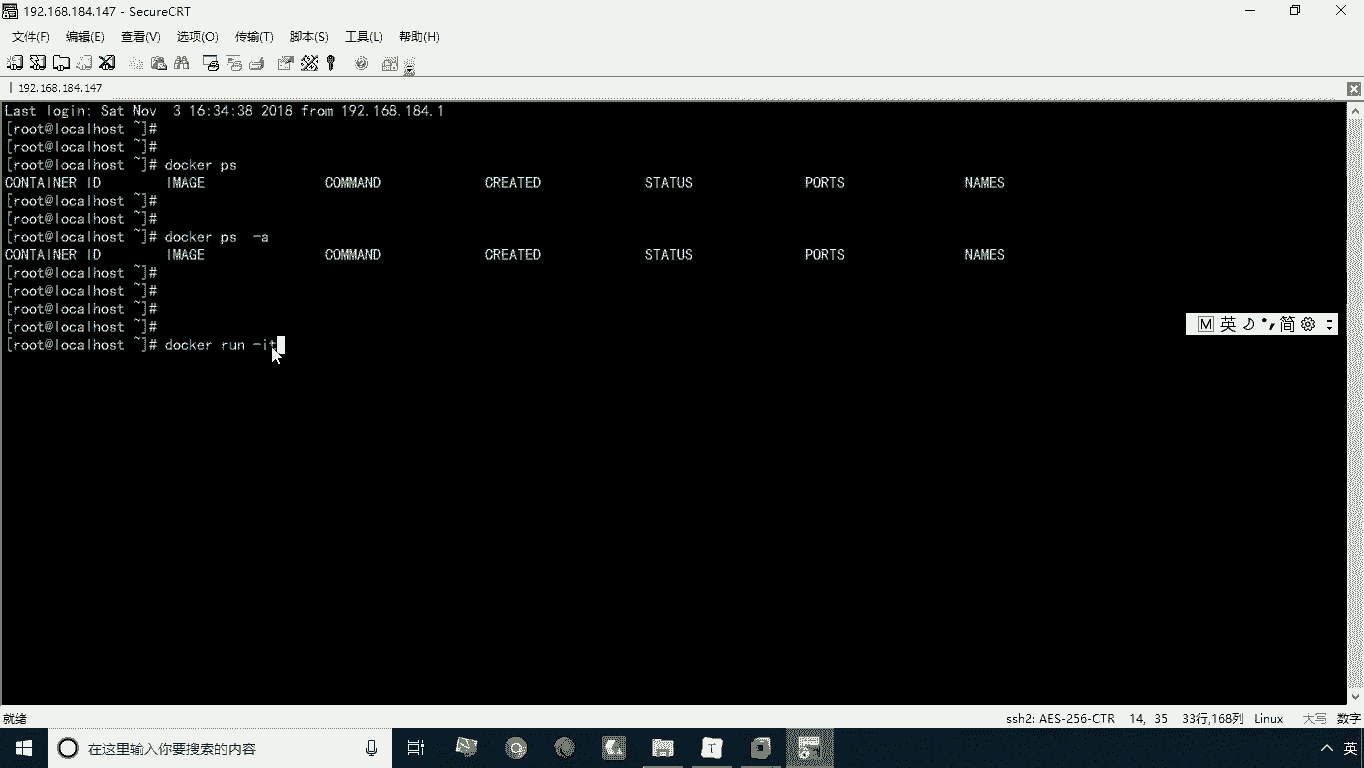 192.168.184.147 - SecureCRT
文件(F) 编辑(E) 查看(V) 选项(O) 传输(T) 脚本(S) 工具(L) 帮助(H)
192.168.184.147
Last login: Sat Nov  3 16:34:38 2018 from 192.168.184.1
[root@localhost ~]#
[root@localhost ~]#
[root@localhost ~]# docker ps
CONTAINER ID        IMAGE               COMMAND             CREATED             STATUS              PORTS               NAMES
[root@localhost ~]#
[root@localhost ~]#
[root@localhost ~]# docker ps  -a
CONTAINER ID        IMAGE               COMMAND             CREATED             STATUS              PORTS               NAMES
[root@localhost ~]#
[root@localhost ~]#
[root@localhost ~]#
[root@localhost ~]#
[root@localhost ~]# docker run -it
M 英 简
就绪 ssh2: AES-256-CTR 14, 35 33行,168列 Linux 大写 数字
在这里输入你要搜索的内容 T 英